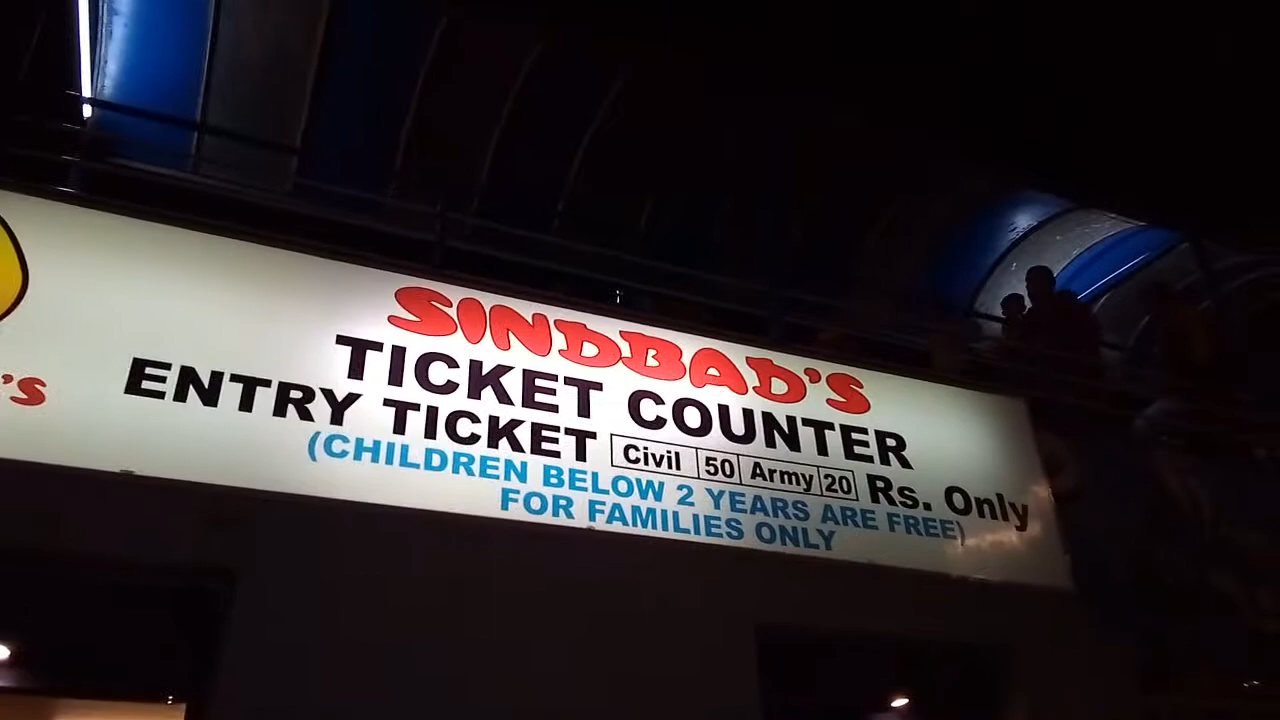 SINDBAD'S
TICKET COUNTER
ENTRY TICKET Civil 50 Army 20 Rs. Only
(CHILDREN BELOW 2 YEARS ARE FREE)
FOR FAMILIES ONLY
'S